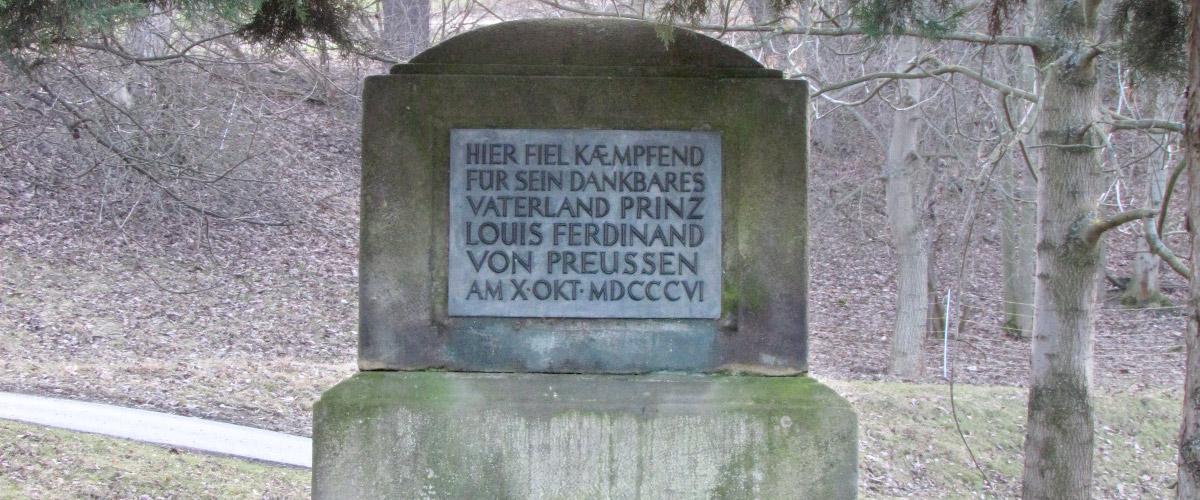 HIER FIEL KÆMPFEND
FÜR SEIN DANKBARES
VATERLAND PRINZ
LOUIS FERDINAND
VON PREUSSEN
AM X·OKT·MDCCCVI